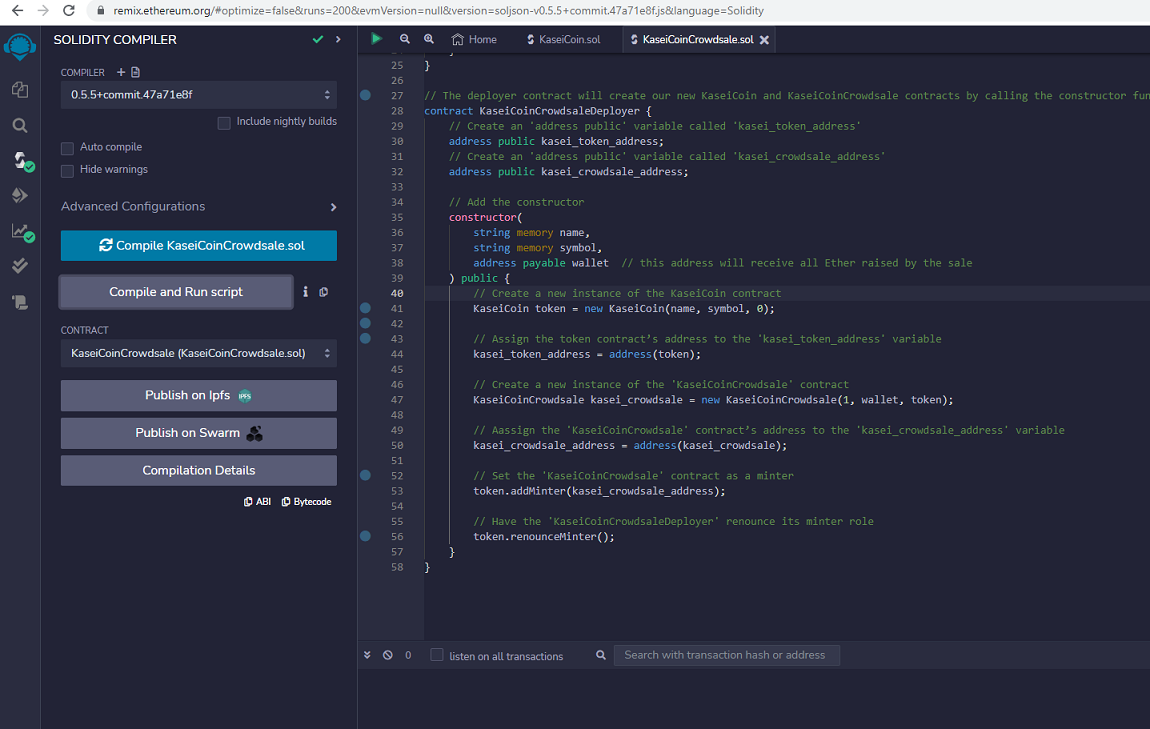 remix.ethereum.org/#optimize=false&runs=200&evmVersion=null&version=soljson-v0.5.5+commit.47a71e8f.js&language=Solidity
SOLIDITY COMPILER
COMPILER
0.5.5+commit.47a71e8f
Include nightly builds
Auto compile
Hide warnings
Advanced Configurations
Compile KaseiCoinCrowdsale.sol
Compile and Run script
CONTRACT
KaseiCoinCrowdsale (KaseiCoinCrowdsale.sol)
Publish on Ipfs IPFS
Publish on Swarm
Compilation Details
ABI Bytecode
Home KaseiCoin.sol KaseiCoinCrowdsale.sol
25 }
26
27 // The deployer contract will create our new KaseiCoin and KaseiCoinCrowdsale contracts by calling the constructor fun
28 contract KaseiCoinCrowdsaleDeployer {
29 // Create an 'address public' variable called 'kasei_token_address'
30 address public kasei_token_address;
31 // Create an 'address public' variable called 'kasei_crowdsale_address'
32 address public kasei_crowdsale_address;
33
34 // Add the constructor
35 constructor(
36 string memory name,
37 string memory symbol,
38 address payable wallet // this address will receive all Ether raised by the sale
39 ) public {
40 // Create a new instance of the KaseiCoin contract
41 KaseiCoin token = new KaseiCoin(name, symbol, 0);
42
43 // Assign the token contract’s address to the 'kasei_token_address' variable
44 kasei_token_address = address(token);
45
46 // Create a new instance of the 'KaseiCoinCrowdsale' contract
47 KaseiCoinCrowdsale kasei_crowdsale = new KaseiCoinCrowdsale(1, wallet, token);
48
49 // Aassign the 'KaseiCoinCrowdsale' contract’s address to the 'kasei_crowdsale_address' variable
50 kasei_crowdsale_address = address(kasei_crowdsale);
51
52 // Set the 'KaseiCoinCrowdsale' contract as a minter
53 token.addMinter(kasei_crowdsale_address);
54
55 // Have the 'KaseiCoinCrowdsaleDeployer' renounce its minter role
56 token.renounceMinter();
57 }
58 }
0 listen on all transactions Search with transaction hash or address